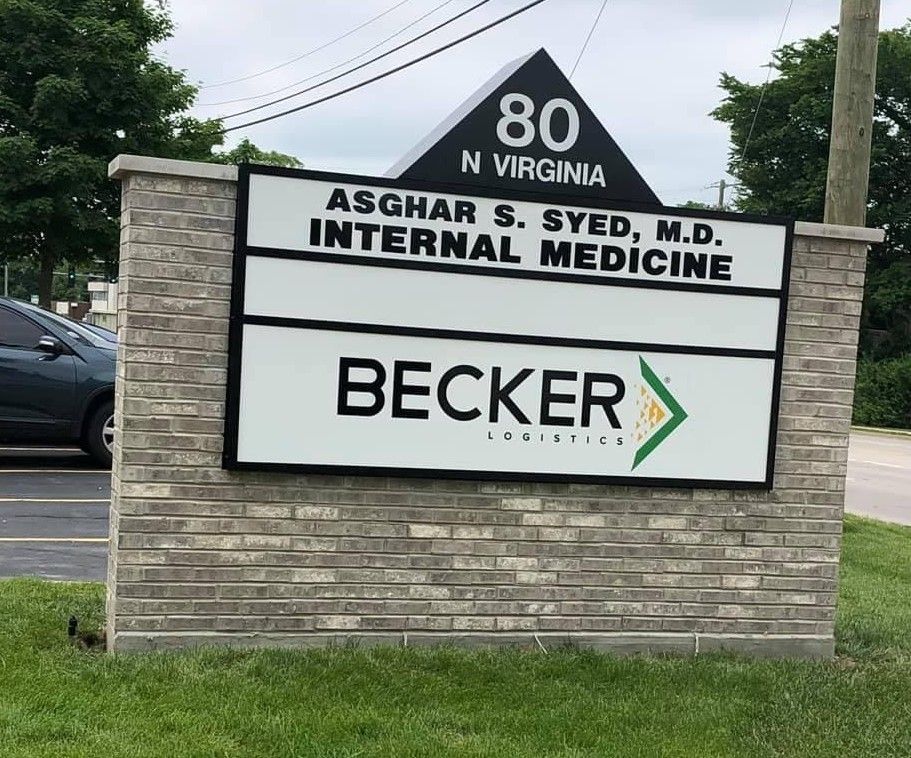 80
N VIRGINIA
ASGHAR S. SYED, M.D.
INTERNAL MEDICINE
BECKER
LOGISTICS